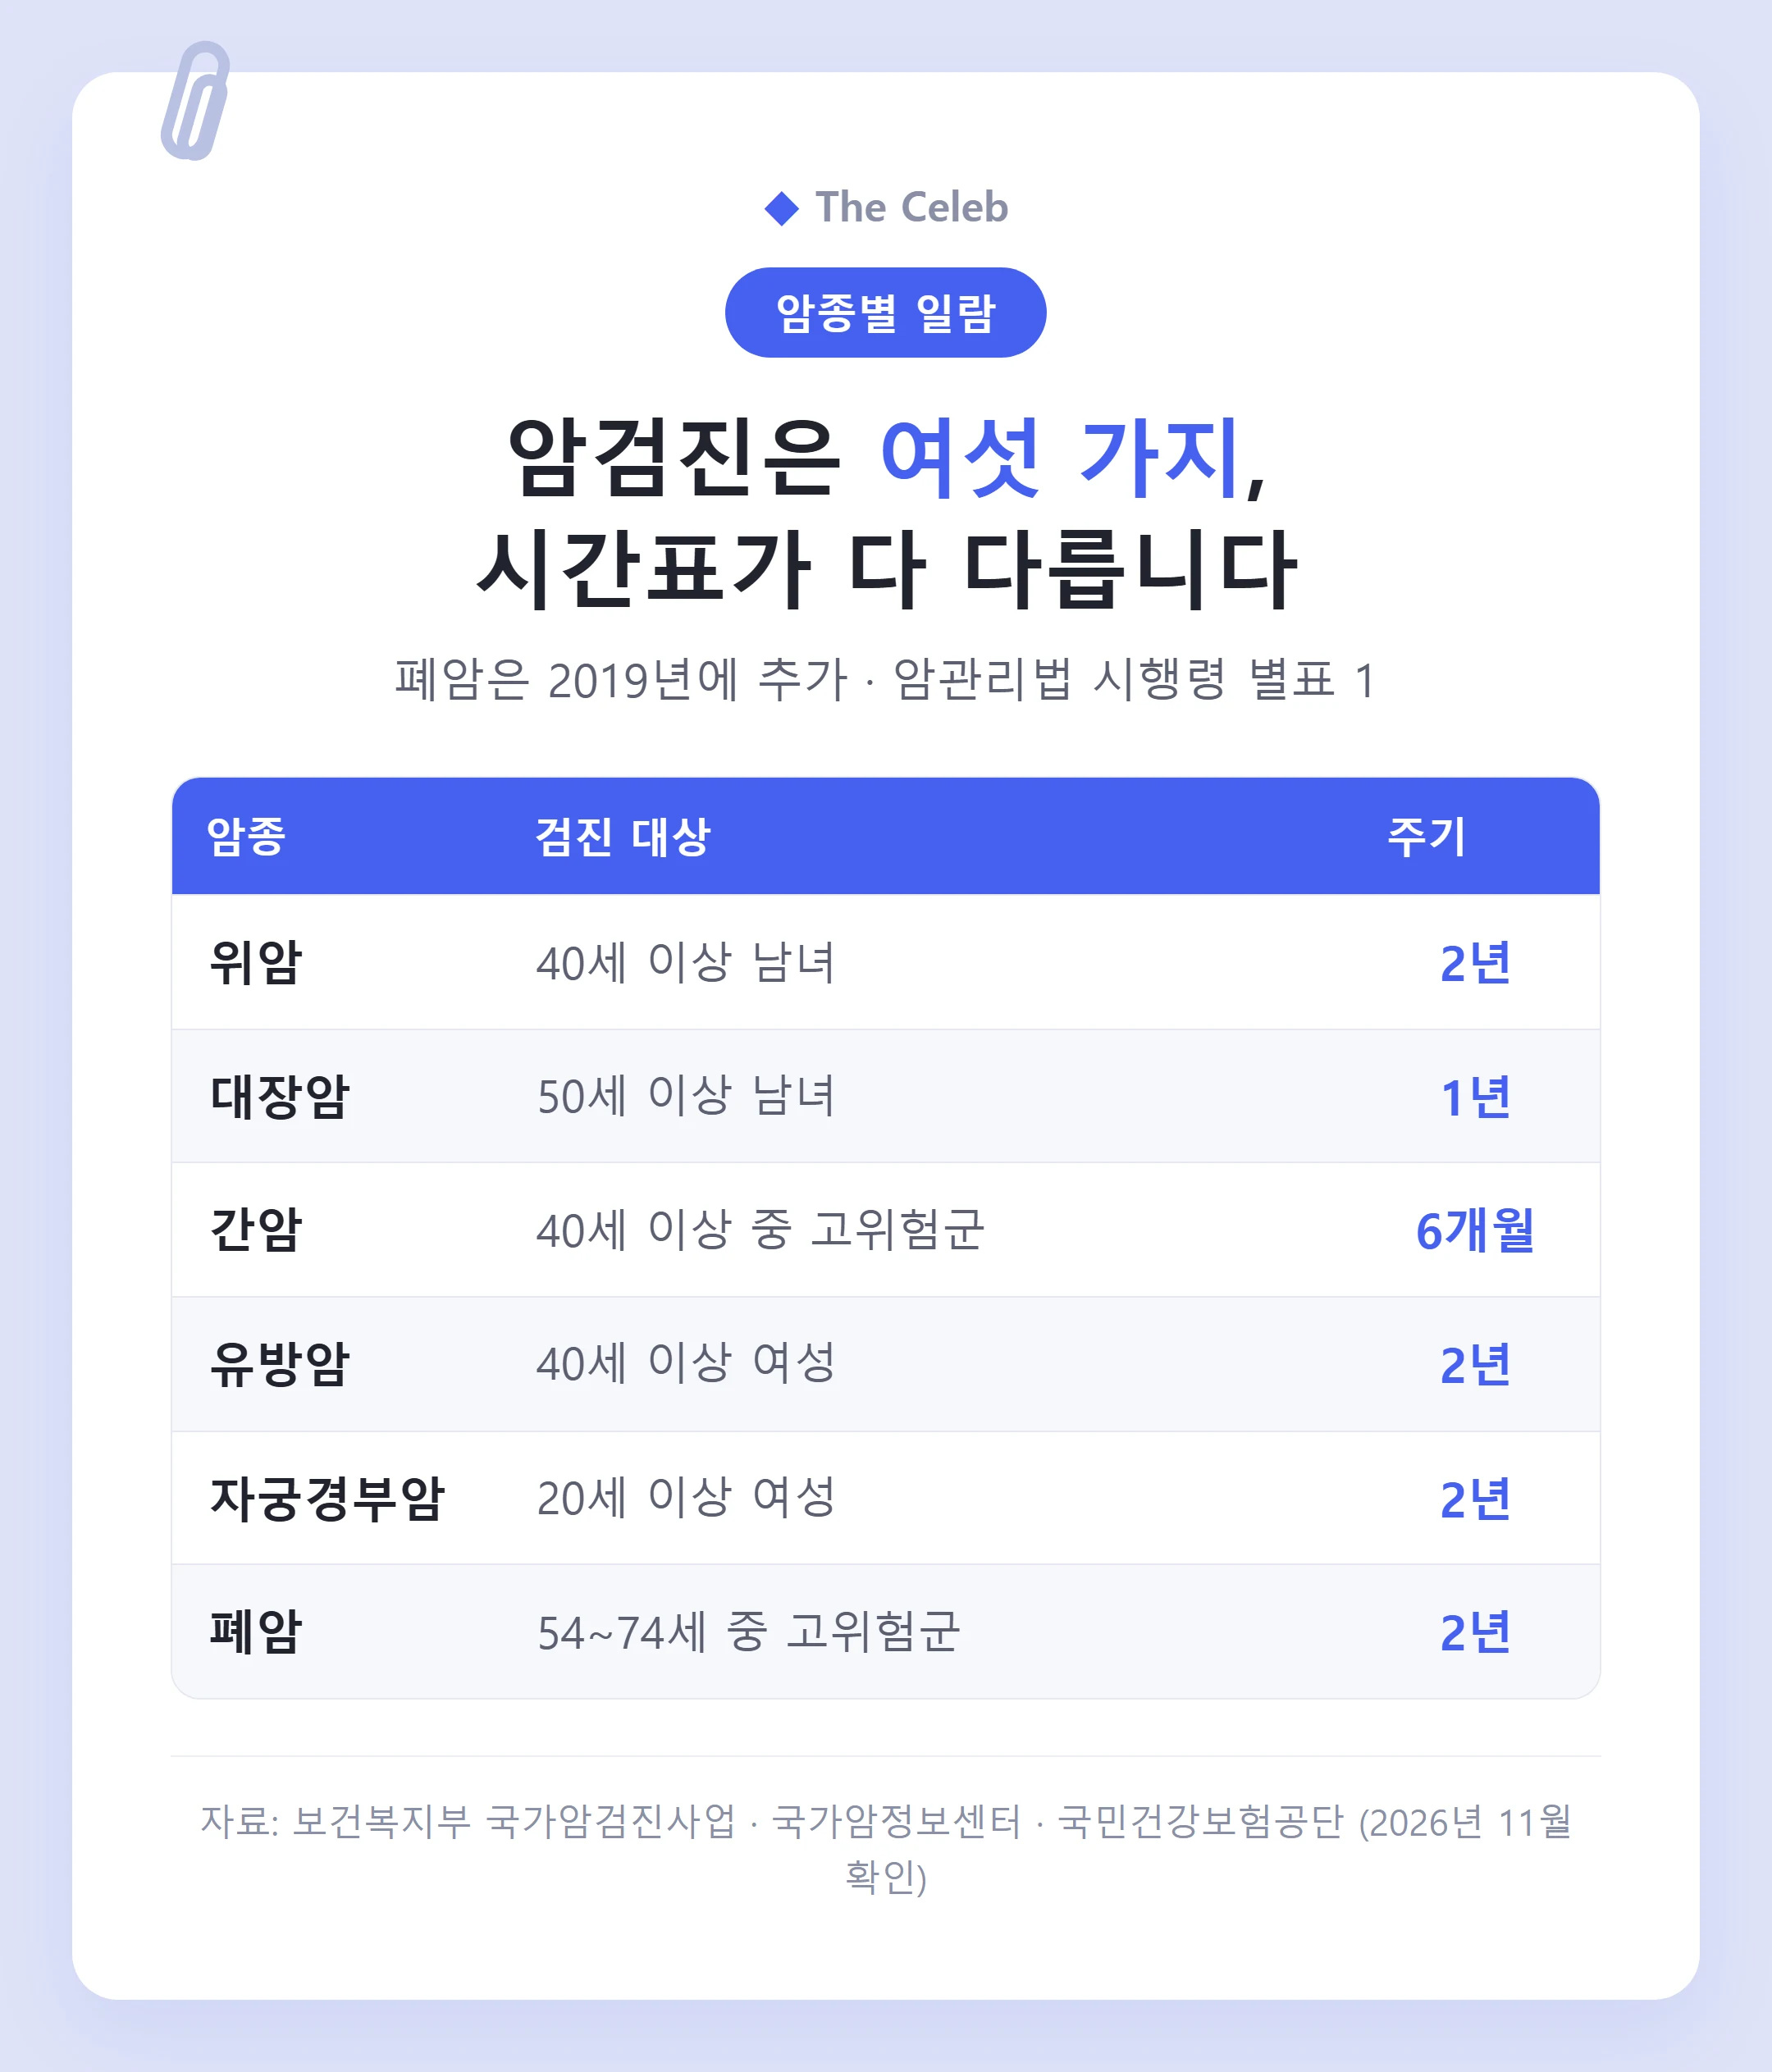 The Celeb
암종별 일람
암검진은 여섯 가지,
시간표가 다 다릅니다
폐암은 2019년에 추가 · 암관리법 시행령 별표 1
암종 검진 대상 주기
위암 40세 이상 남녀 2년
대장암 50세 이상 남녀 1년
간암 40세 이상 중 고위험군 6개월
유방암 40세 이상 여성 2년
자궁경부암 20세 이상 여성 2년
폐암 54~74세 중 고위험군 2년
자료: 보건복지부 국가암검진사업 · 국가암정보센터 · 국민건강보험공단 (2026년 11월
확인)